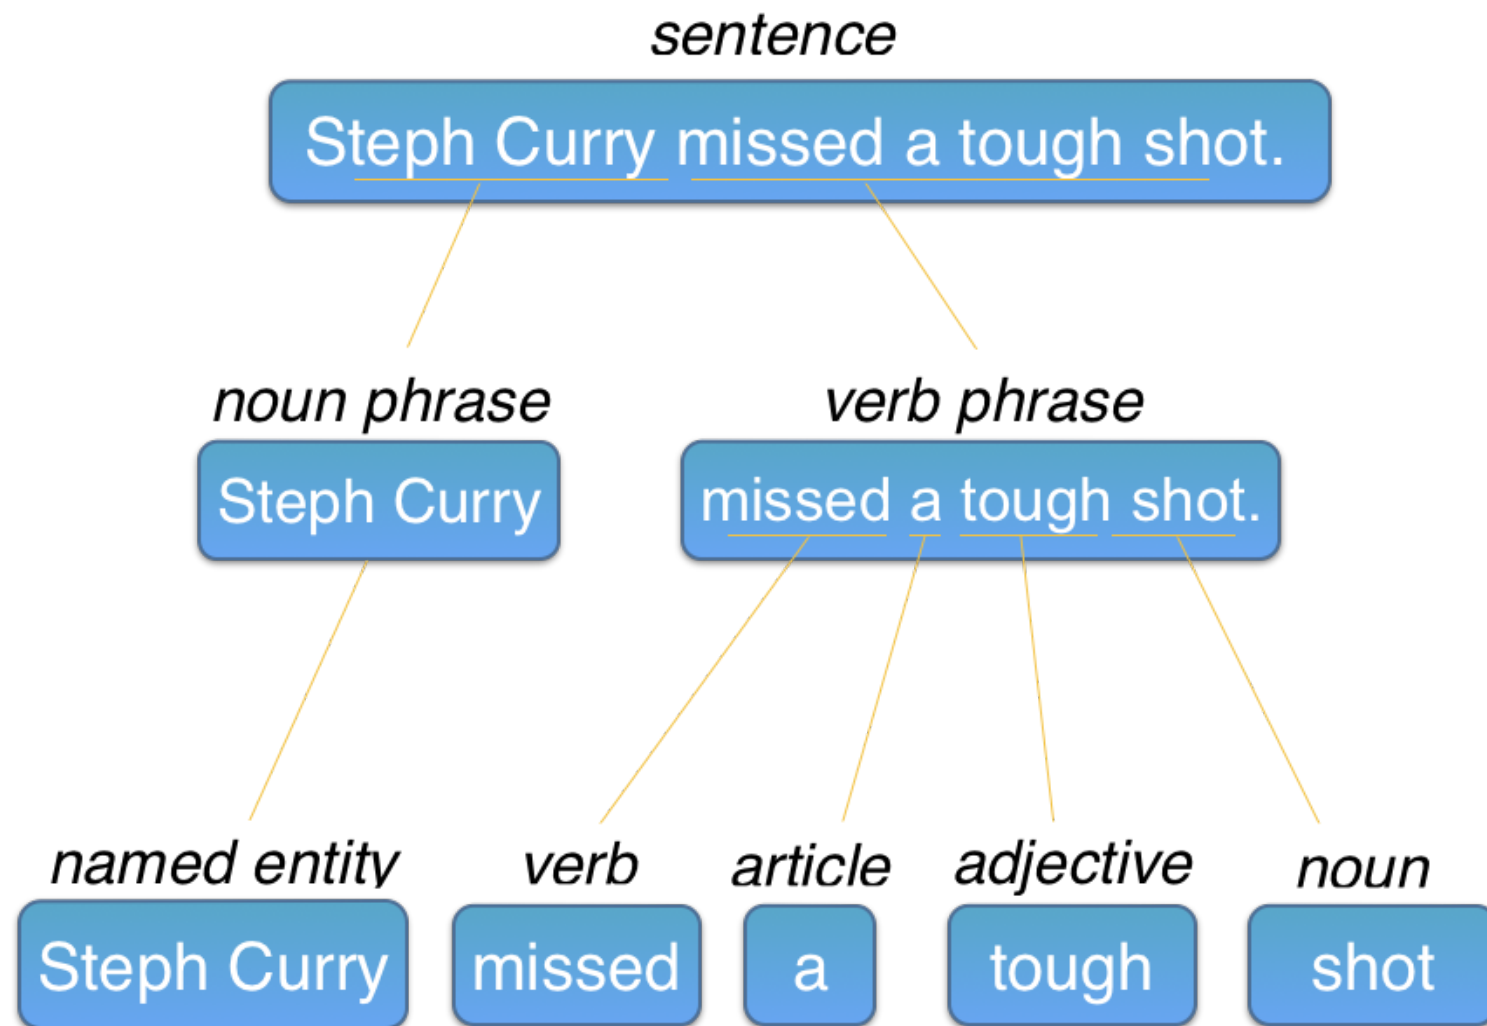 sentence
Steph Curry missed a tough shot.
noun phrase
verb phrase
Steph Curry
missed a tough shot.
named entity
verb
article
adjective
noun
Steph Curry
missed
a
tough
shot